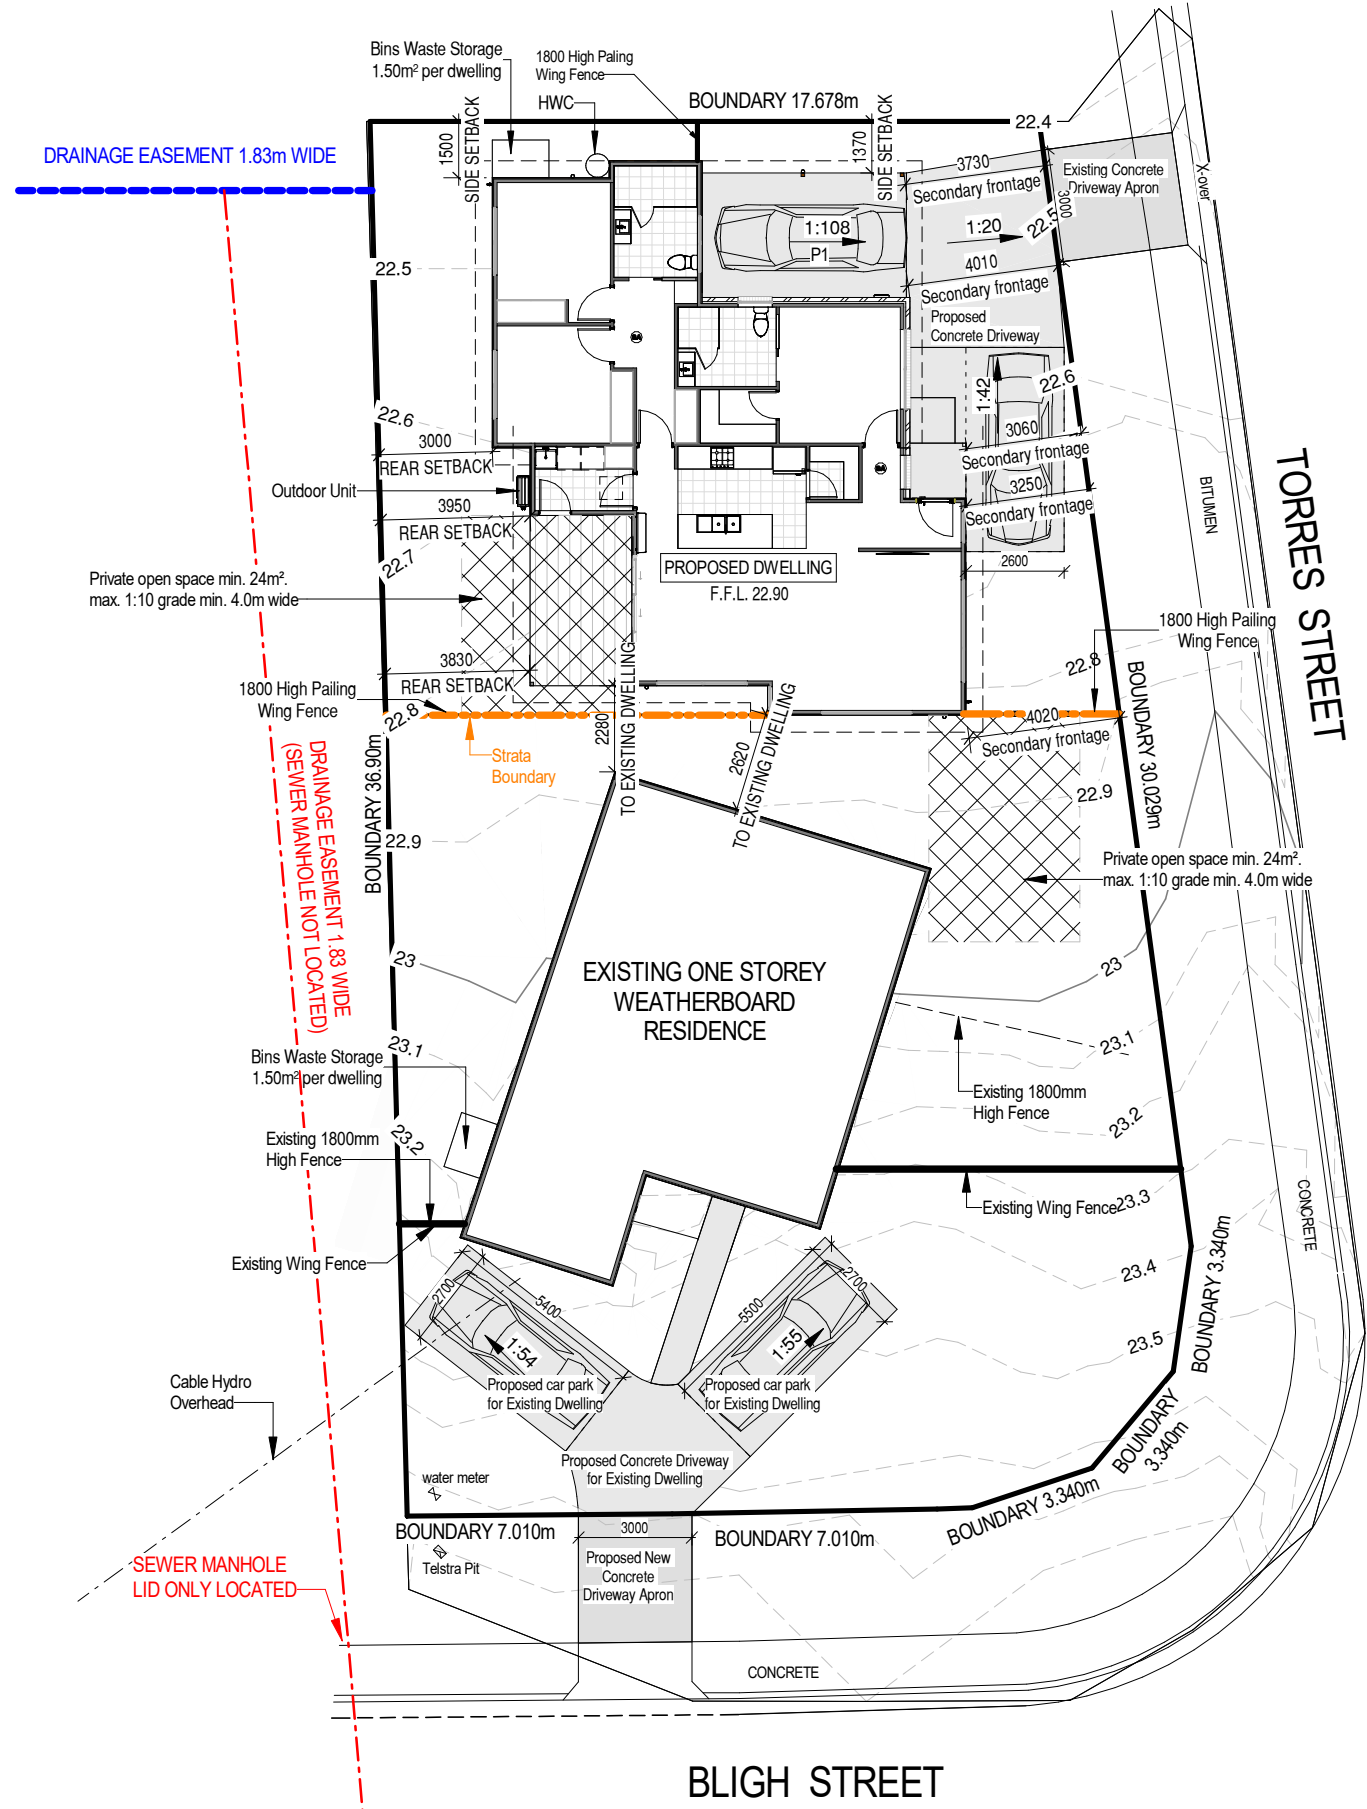 Bins Waste Storage
1.50m² per dwelling
1800 High Paling
Wing Fence
HWC
BOUNDARY 17.678m
22.4
1500
SIDE SETBACK
1370
SIDE SETBACK
DRAINAGE EASEMENT 1.83m WIDE
3730
Secondary frontage
Existing Concrete
Driveway Apron
X-over
3000
22.5
1:108
P1
1:20
22.5
4010
Secondary frontage
Proposed
Concrete Driveway
SA
1:42
22.6
22.6
3000
REAR SETBACK
3060
Secondary frontage
SA
Outdoor Unit
3950
REAR SETBACK
3250
Secondary frontage
BITUMEN
TORRES STREET
22.7
2600
PROPOSED DWELLING
F.F.L. 22.90
Private open space min. 24m².
max. 1:10 grade min. 4.0m wide
1800 High Pailing
Wing Fence
22.8
3830
REAR SETBACK
1800 High Pailing
Wing Fence
22.8
2280
TO EXISTING DWELLING
2620
TO EXISTING DWELLING
4020
Secondary frontage
BOUNDARY 30.029m
Strata
Boundary
DRAINAGE EASEMENT 1.83 WIDE
(SEWER MANHOLE NOT LOCATED)
BOUNDARY 36.90m
22.9
22.9
Private open space min. 24m².
max. 1:10 grade min. 4.0m wide
23
23
EXISTING ONE STOREY
WEATHERBOARD
RESIDENCE
23.1
23.1
Bins Waste Storage
1.50m² per dwelling
Existing 1800mm
High Fence
23.2
23.2
Existing 1800mm
High Fence
Existing Wing Fence
23.3
CONCRETE
Existing Wing Fence
23.4
BOUNDARY 3.340m
2700
5400
5500
2700
1:54
1:55
23.5
Cable Hydro
Overhead
Proposed car park
for Existing Dwelling
Proposed car park
for Existing Dwelling
BOUNDARY
3.340m
Proposed Concrete Driveway
for Existing Dwelling
water meter
BOUNDARY 3.340m
BOUNDARY 7.010m
3000
BOUNDARY 7.010m
Telstra Pit
Proposed New
Concrete
Driveway Apron
SEWER MANHOLE
LID ONLY LOCATED
CONCRETE
BLIGH STREET